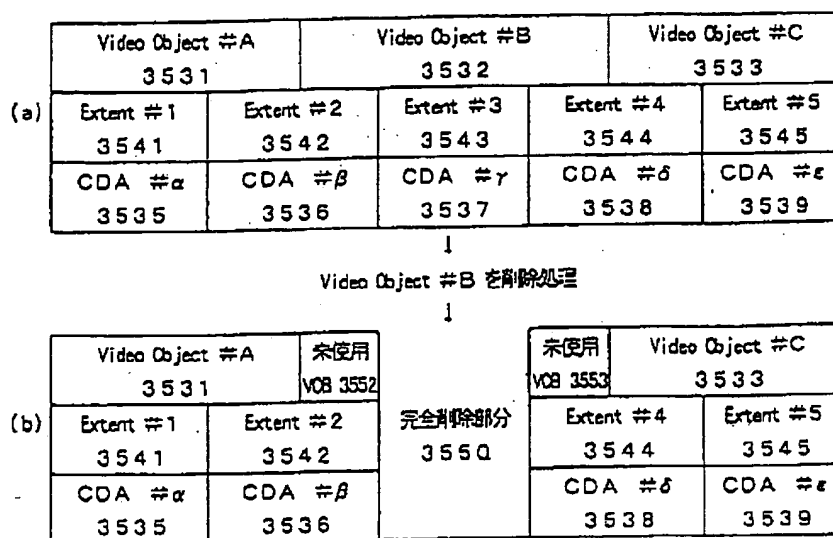 Video Object #A Video Object #B Video Object #C
3531 3532 3533
(a) Extent #1 Extent #2 Extent #3 Extent #4 Extent #5
3541 3542 3543 3544 3545
CDA #α CDA #β CDA #γ CDA #δ CDA #ε
3535 3536 3537 3538 3539
↓
Video Object #B を削除処理
↓
Video Object #A 未使用 未使用 Video Object #C
3531 VOB 3552 VOB 3553 3533
(b) Extent #1 Extent #2 完全削除部分 Extent #4 Extent #5
3541 3542 3550 3544 3545
CDA #α CDA #β CDA #δ CDA #ε
3535 3536 3538 3539